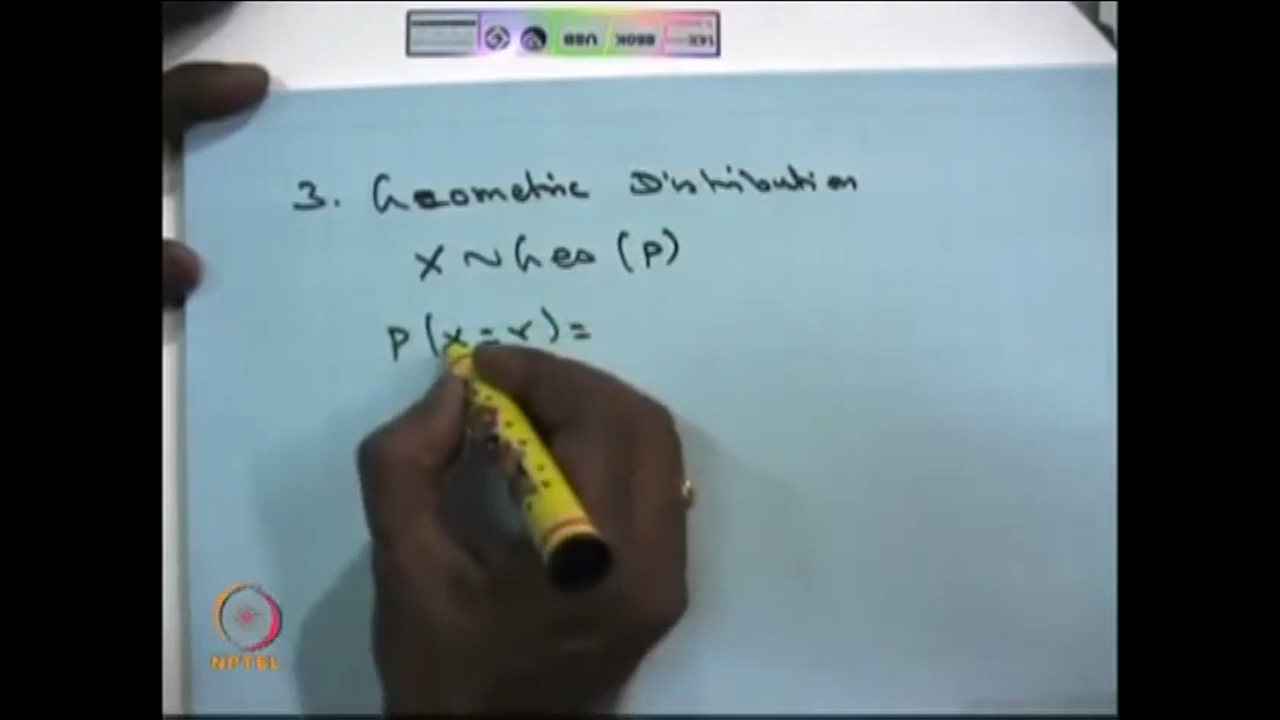 3. Geometric Distribution
X ~ Geo (P)
P(X=r)=
NPTEL